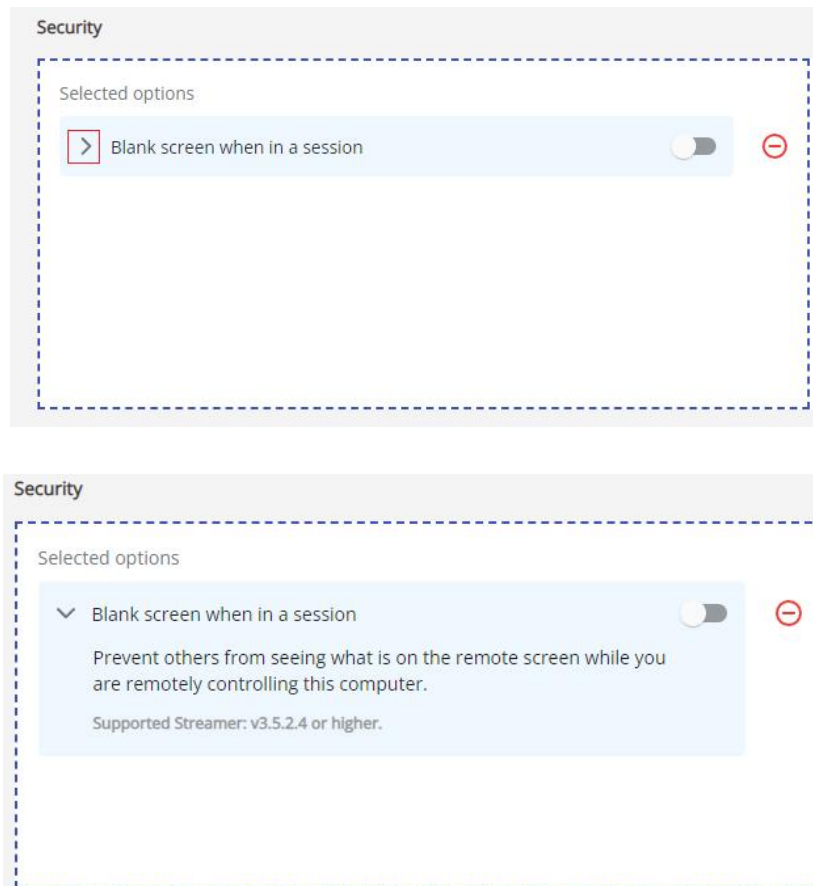 Security
Selected options
Blank screen when in a session
Security
Selected options
Blank screen when in a session
Prevent others from seeing what is on the remote screen while you
are remotely controlling this computer.
Supported Streamer: v3.5.2.4 or higher.